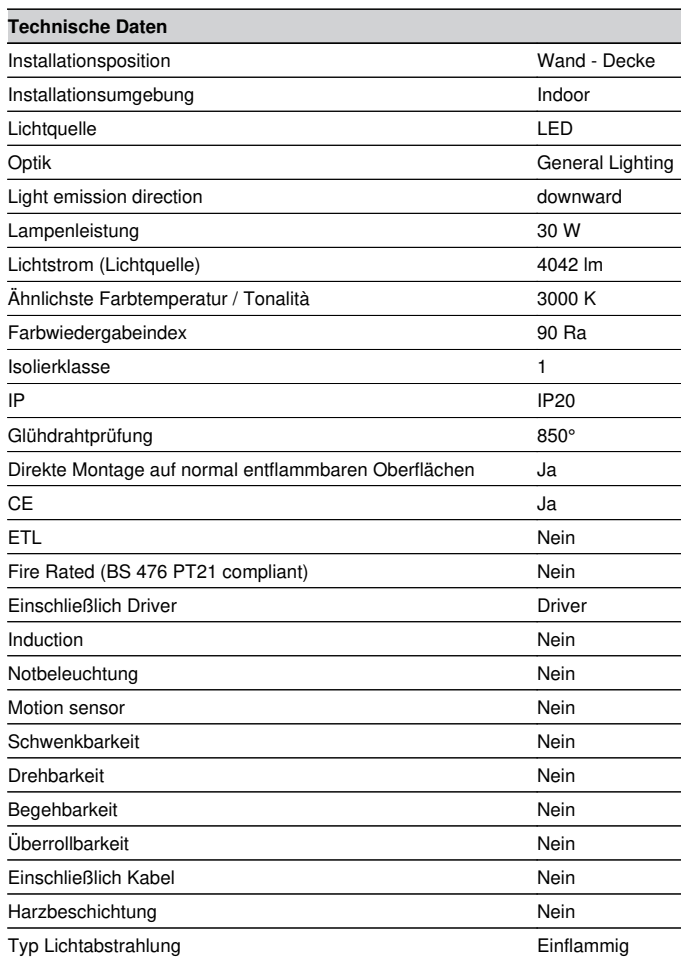 Technische Daten
Installationsposition Wand - Decke
Installationsumgebung Indoor
Lichtquelle LED
Optik General Lighting
Light emission direction downward
Lampenleistung 30 W
Lichtstrom (Lichtquelle) 4042 lm
Ähnlichste Farbtemperatur / Tonalità 3000 K
Farbwiedergabeindex 90 Ra
Isolierklasse 1
IP IP20
Glühdrahtprüfung 850°
Direkte Montage auf normal entflammbaren Oberflächen Ja
CE Ja
ETL Nein
Fire Rated (BS 476 PT21 compliant) Nein
Einschließlich Driver Driver
Induction Nein
Notbeleuchtung Nein
Motion sensor Nein
Schwenkbarkeit Nein
Drehbarkeit Nein
Begehbarkeit Nein
Überrollbarkeit Nein
Einschließlich Kabel Nein
Harzbeschichtung Nein
Typ Lichtabstrahlung Einflammig